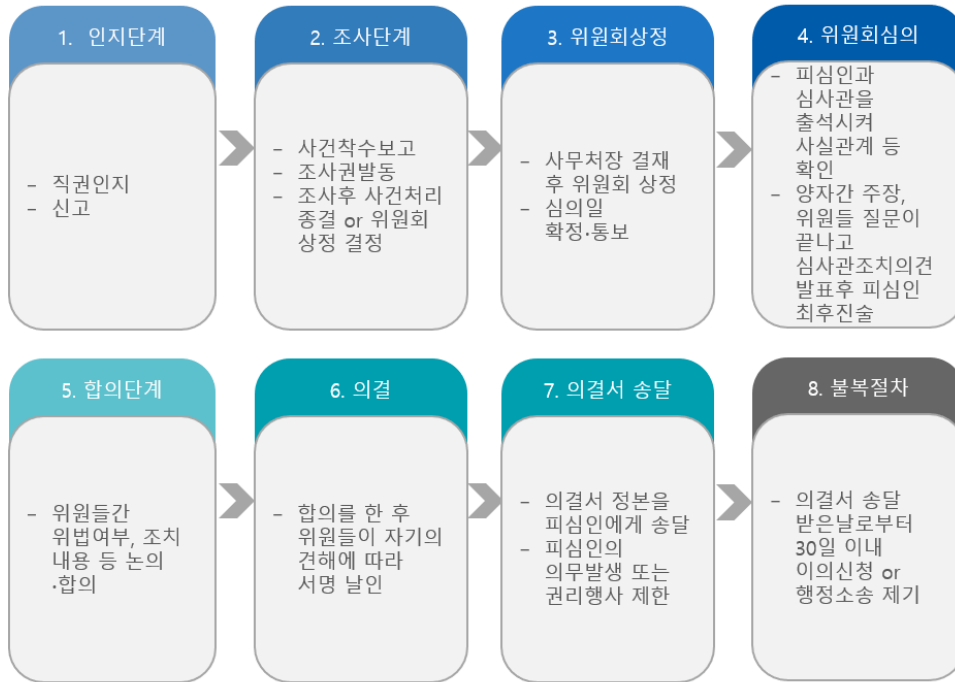 1. 인지단계
- 직권인지
- 신고
2. 조사단계
- 사건착수보고
- 조사권발동
- 조사후 사건처리
종결 or 위원회
상정 결정
3. 위원회상정
- 사무처장 결재
후 위원회 상정
- 심의일
확정·통보
4. 위원회심의
- 피심인과
심사관을
출석시켜
사실관계 등
확인
- 양자간 주장,
위원들 질문이
끝나고
심사관조치의견
발표후 피심인
최후진술
5. 합의단계
- 위원들간
위법여부, 조치
내용 등 논의
·합의
6. 의결
- 합의를 한 후
위원들이 자기의
견해에 따라
서명 날인
7. 의결서 송달
- 의결서 정본을
피심인에게 송달
- 피심인의
의무발생 또는
권리행사 제한
8. 불복절차
- 의결서 송달
받은날로부터
30일 이내
이의신청 or
행정소송 제기